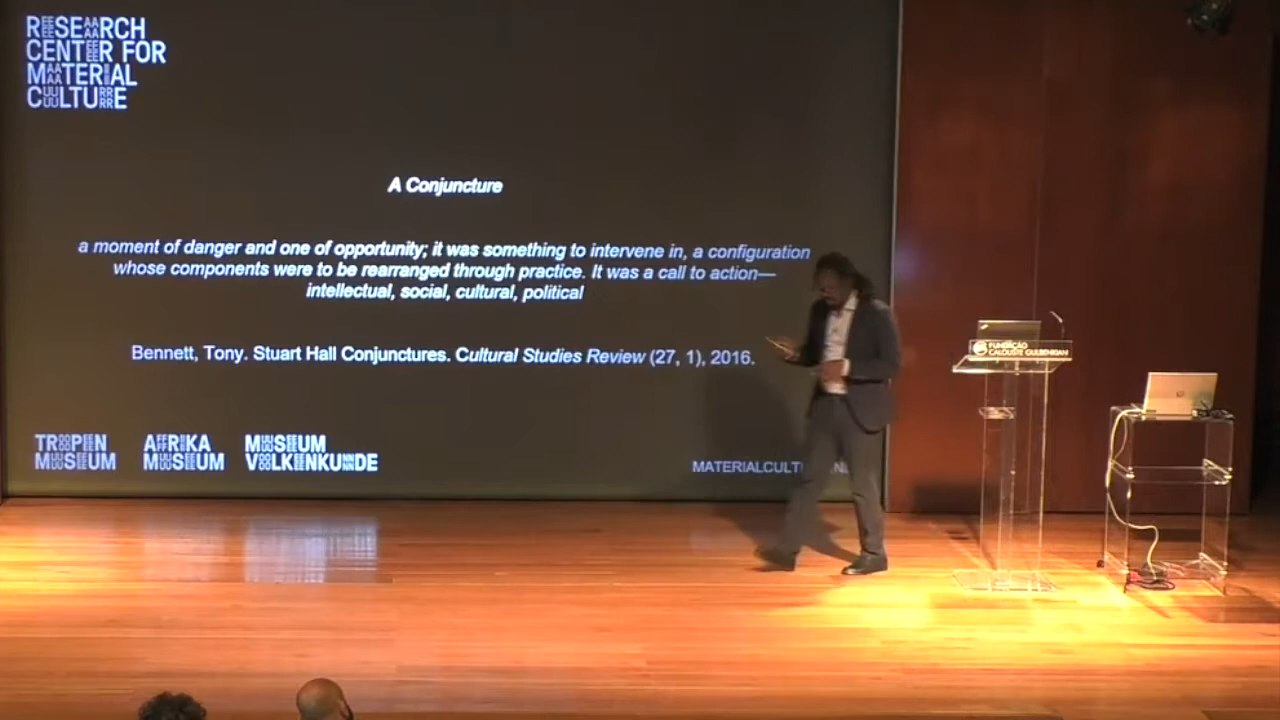 RESEARCH
CENTER FOR
MATERIAL
CULTURE
A Conjuncture
a moment of danger and one of opportunity; it was something to intervene in, a configuration
whose components were to be rearranged through practice. It was a call to action—
intellectual, social, cultural, political
Bennett, Tony. Stuart Hall Conjunctures. Cultural Studies Review (27, 1), 2016.
TROPEN
MUSEUM
AFRIKA
MUSEUM
MUSEUM
VOLKENKUNDE
FUNDAÇÃO
CALOUSTE GULBENKIAN